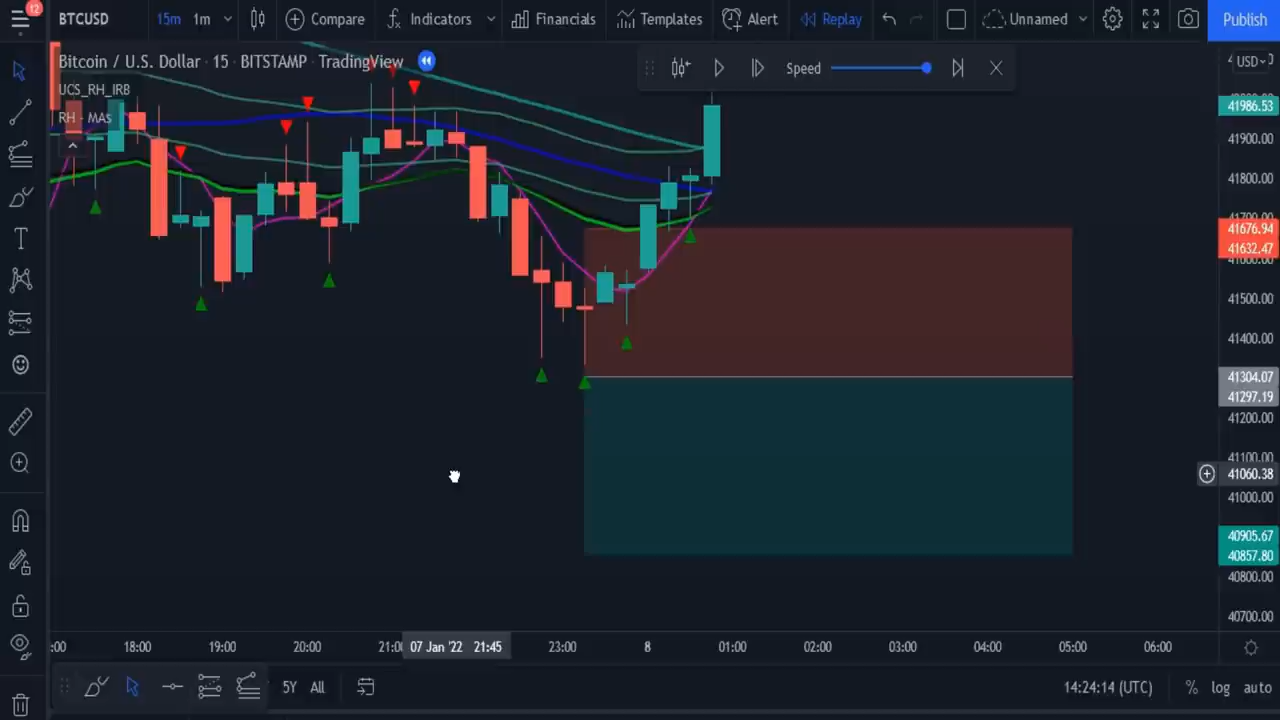 12
BTCUSD 15m 1m Compare Indicators Financials Templates Alert Replay Unnamed Publish
Bitcoin / U.S. Dollar · 15 · BITSTAMP · TradingView
Speed
USD
UCS_RH_IRB
RH - MAs
41986.53
41900.00
41800.00
41676.94
41632.47
41500.00
41400.00
41304.07
41297.19
41200.00
41060.38
41000.00
40905.67
40857.80
40800.00
40700.00
:00 18:00 19:00 20:00 07 Jan '22 21:45 23:00 8 01:00 02:00 03:00 04:00 05:00 06:00
5Y All 14:24:14 (UTC) % log auto